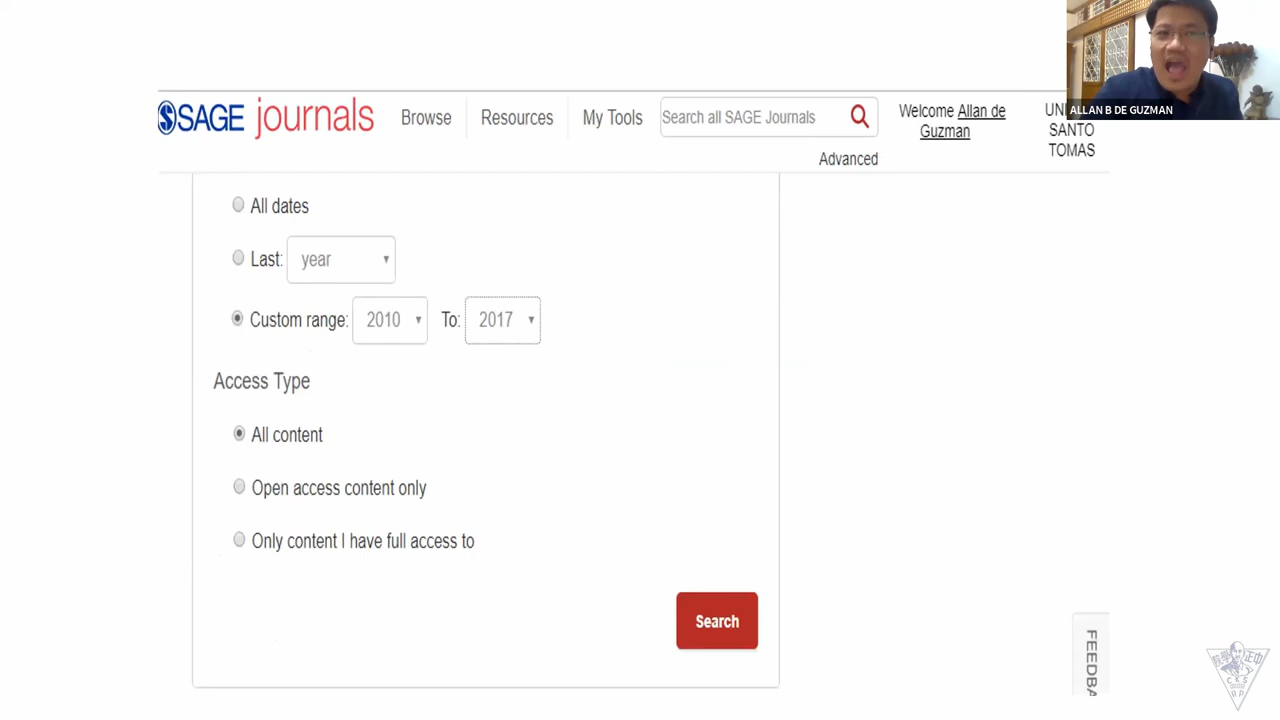 SAGE journals
Browse
Resources
My Tools
Search all SAGE Journals
Advanced
Welcome Allan de
Guzman
SANTO
TOMAS
ALLAN B DE GUZMAN
All dates
Last: year
Custom range: 2010 To: 2017
Access Type
All content
Open access content only
Only content I have full access to
Search
FEEDBA
CKS